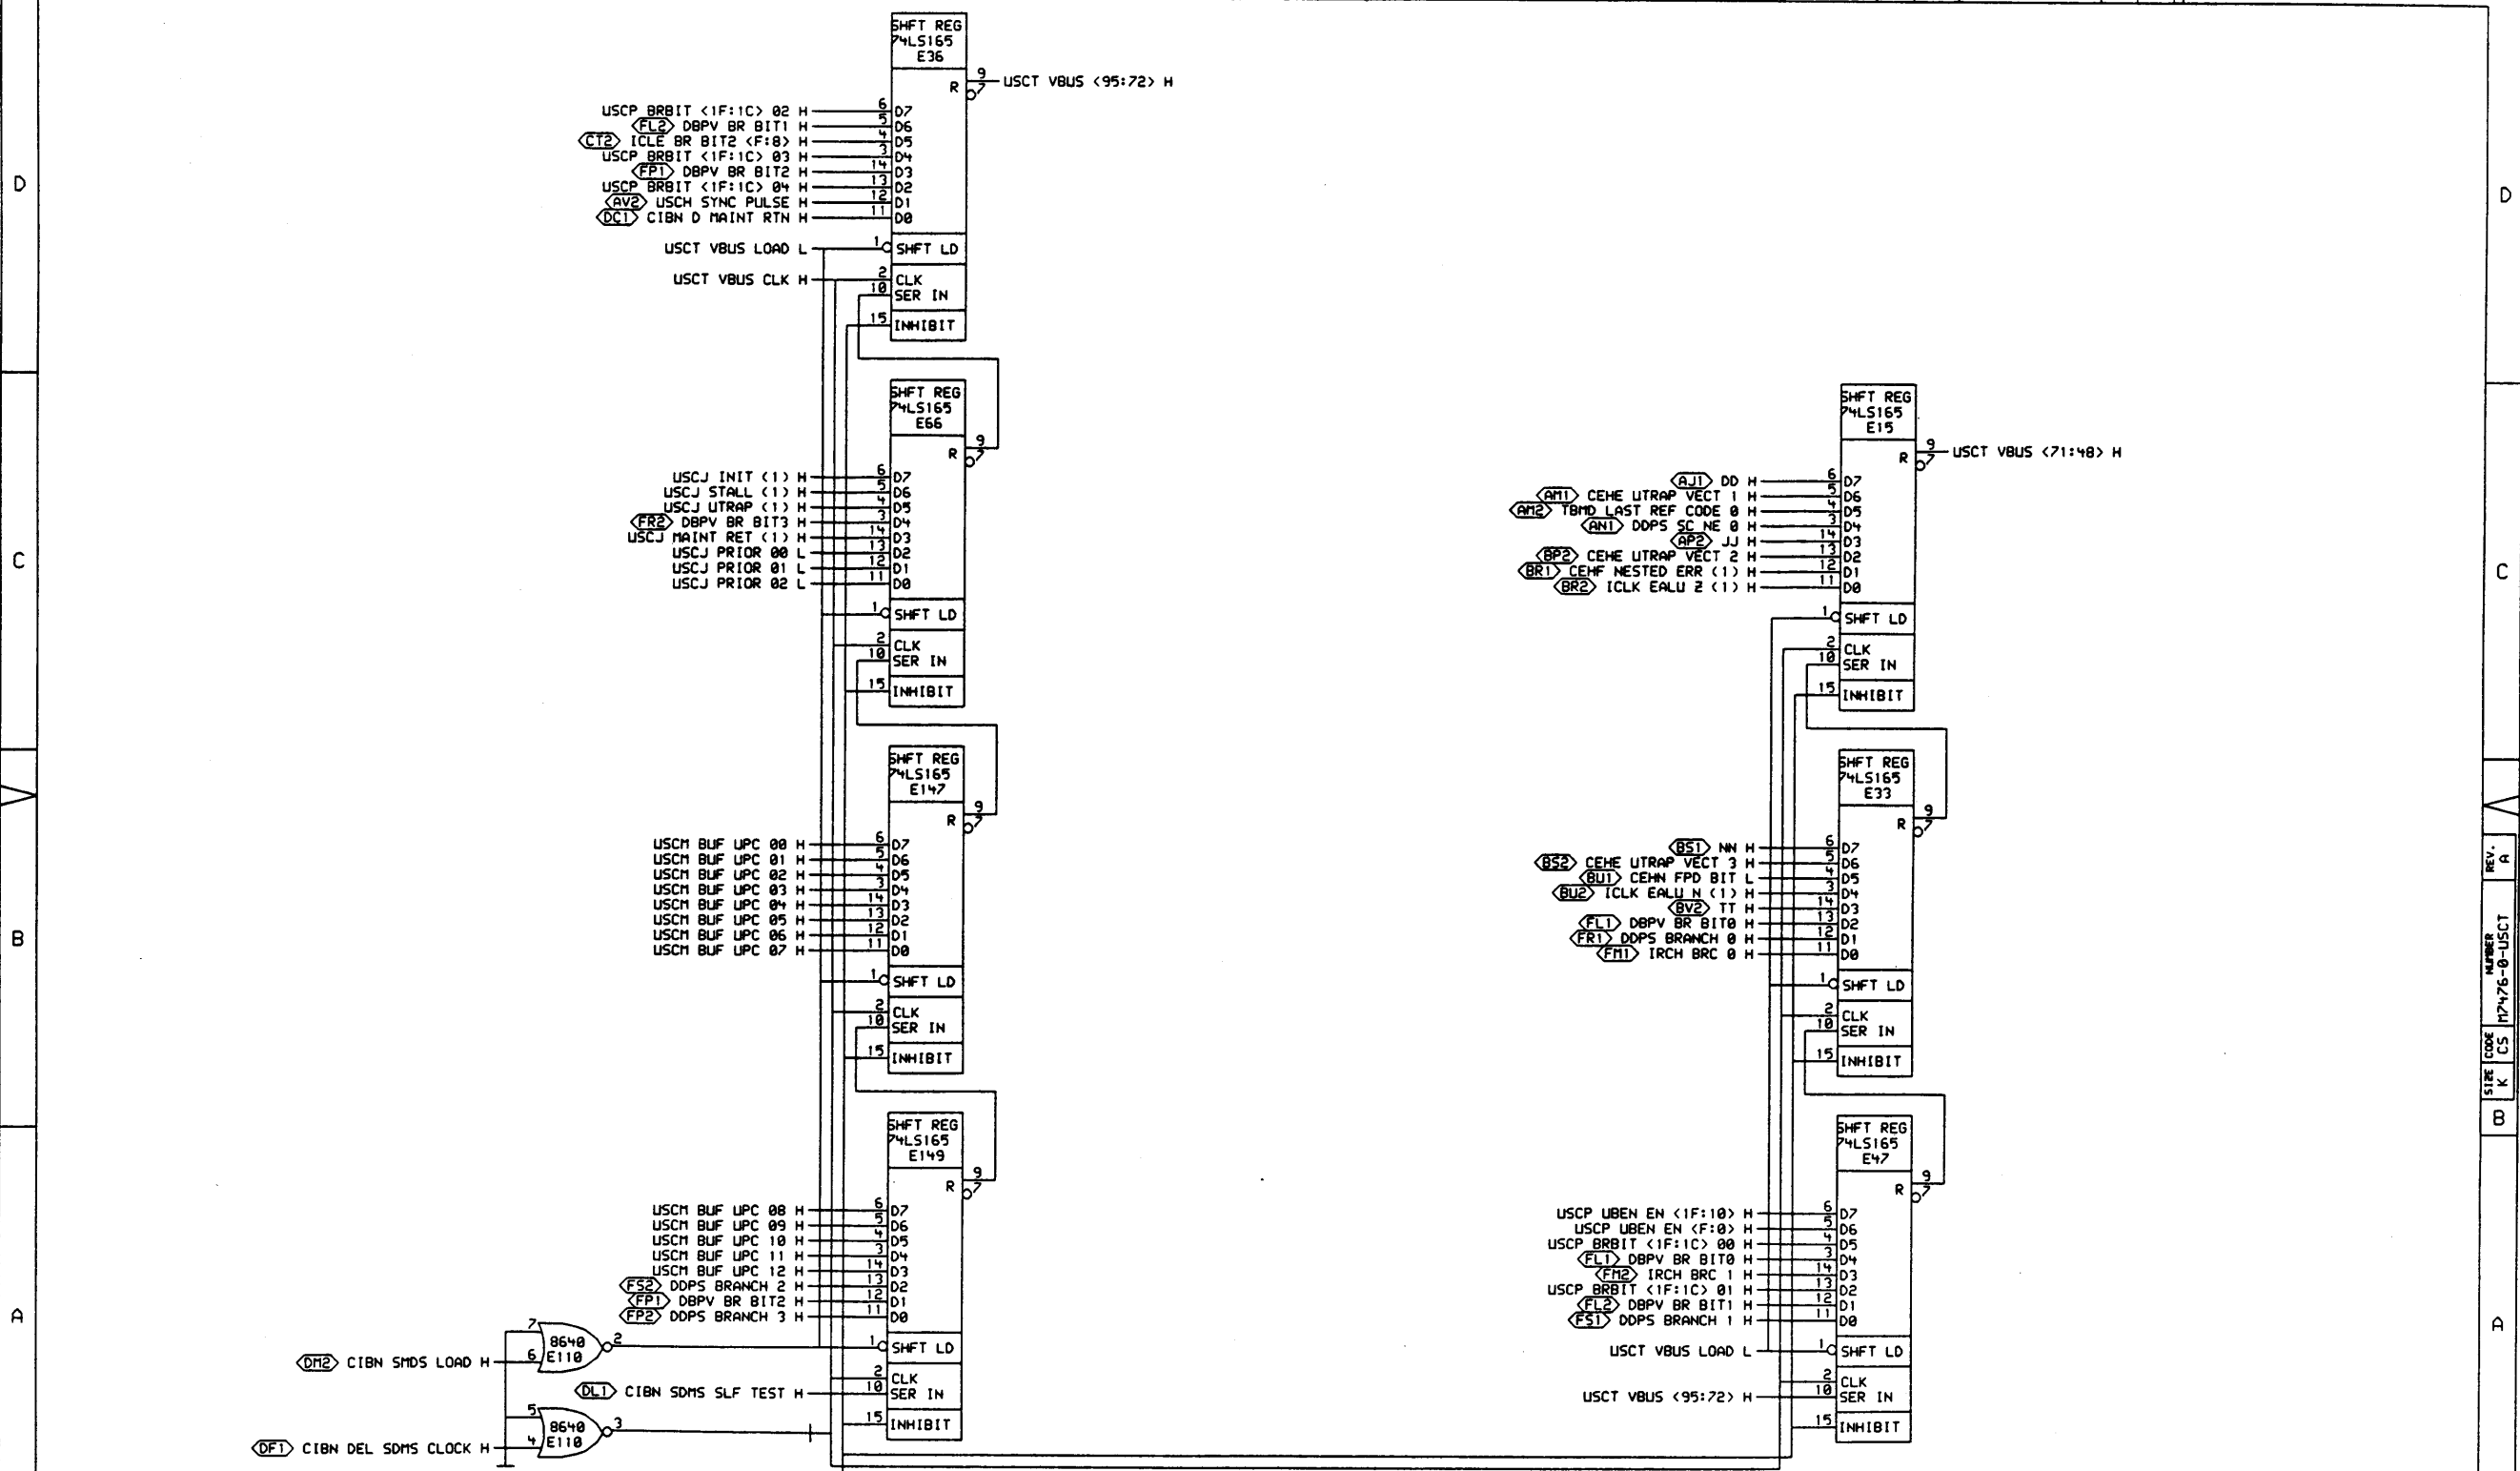 SHFT REG
74LS165
E36
R
9
7
USCT VBUS <95:72> H
USCP BRBIT <1F:1C> 02 H 6 D7
FL2 DBPV BR BIT1 H 5 D6
CT2 ICLE BR BIT2 <F:8> H 4 D5
USCP BRBIT <1F:1C> 03 H 3 D4
FP1 DBPV BR BIT2 H 14 D3
USCP BRBIT <1F:1C> 04 H 13 D2
AV2 USCH SYNC PULSE H 12 D1
DC1 CIBN D MAINT RTN H 11 D0
USCT VBUS LOAD L 1 SHFT LD
USCT VBUS CLK H 2 CLK
10 SER IN
15 INHIBIT
SHFT REG
74LS165
E66
R
9
7
USCJ INIT (1) H 6 D7
USCJ STALL (1) H 5 D6
USCJ UTRAP (1) H 4 D5
FR2 DBPV BR BIT3 H 3 D4
USCJ MAINT RET (1) H 14 D3
USCJ PRIOR 00 L 13 D2
USCJ PRIOR 01 L 12 D1
USCJ PRIOR 02 L 11 D0
1 SHFT LD
2 CLK
10 SER IN
15 INHIBIT
SHFT REG
74LS165
E147
R
9
7
USCM BUF UPC 00 H 6 D7
USCM BUF UPC 01 H 5 D6
USCM BUF UPC 02 H 4 D5
USCM BUF UPC 03 H 3 D4
USCM BUF UPC 04 H 14 D3
USCM BUF UPC 05 H 13 D2
USCM BUF UPC 06 H 12 D1
USCM BUF UPC 07 H 11 D0
1 SHFT LD
2 CLK
10 SER IN
15 INHIBIT
SHFT REG
74LS165
E149
R
9
7
USCM BUF UPC 08 H 6 D7
USCM BUF UPC 09 H 5 D6
USCM BUF UPC 10 H 4 D5
USCM BUF UPC 11 H 3 D4
USCM BUF UPC 12 H 14 D3
FS2 DDPS BRANCH 2 H 13 D2
FP1 DBPV BR BIT2 H 12 D1
FP2 DDPS BRANCH 3 H 11 D0
1 SHFT LD
2 CLK
DL1 CIBN SDMS SLF TEST H 10 SER IN
15 INHIBIT
7
8640 2
DM2 CIBN SMDS LOAD H 6 E110
5
8640 3
DF1 CIBN DEL SDMS CLOCK H 4 E110
SHFT REG
74LS165
E15
R
9
7
USCT VBUS <71:48> H
AJ1 DD H 6 D7
AM1 CEHE UTRAP VECT 1 H 5 D6
AM2 TBMD LAST REF CODE 0 H 4 D5
AN1 DDPS SC NE 0 H 3 D4
AP2 JJ H 14 D3
BP2 CEHE UTRAP VECT 2 H 13 D2
BR1 CEHF NESTED ERR (1) H 12 D1
BR2 ICLK EALU Z (1) H 11 D0
1 SHFT LD
2 CLK
10 SER IN
15 INHIBIT
SHFT REG
74LS165
E33
R
9
7
BS1 NN H 6 D7
BS2 CEHE UTRAP VECT 3 H 5 D6
BU1 CEHN FPD BIT L 4 D5
BU2 ICLK EALU N (1) H 3 D4
BV2 TT H 14 D3
FL1 DBPV BR BIT0 H 13 D2
FR1 DDPS BRANCH 0 H 12 D1
FM1 IRCH BRC 0 H 11 D0
1 SHFT LD
2 CLK
10 SER IN
15 INHIBIT
SHFT REG
74LS165
E47
R
9
7
USCP UBEN EN <1F:10> H 6 D7
USCP UBEN EN <F:0> H 5 D6
USCP BRBIT <1F:1C> 00 H 4 D5
FL1 DBPV BR BIT0 H 3 D4
FM2 IRCH BRC 1 H 14 D3
USCP BRBIT <1F:1C> 01 H 13 D2
FL2 DBPV BR BIT1 H 12 D1
FS1 DDPS BRANCH 1 H 11 D0
USCT VBUS LOAD L 1 SHFT LD
2 CLK
USCT VBUS <95:72> H 10 SER IN
15 INHIBIT
D
C
B
A
D
C
B
A
SIZE K
CODE CS
NUMBER M7476-0-USCT
REV. A